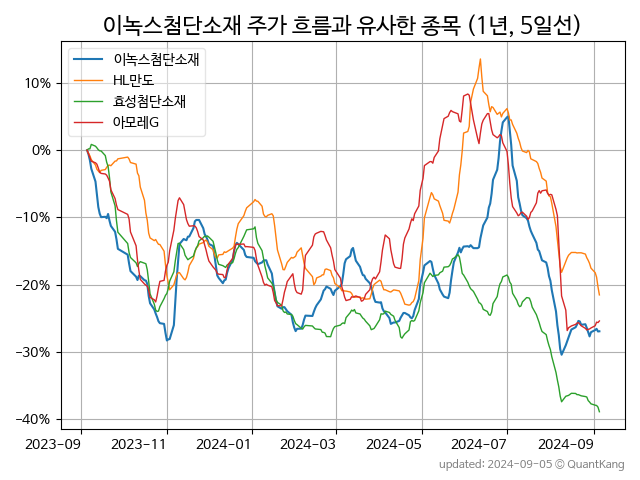 이녹스첨단소재 주가 흐름과 유사한 종목 (1년, 5일선)
이녹스첨단소재
HL만도
효성첨단소재
아모레G
10%
0%
−10%
−20%
−30%
−40%
2023-09
2023-11
2024-01
2024-03
2024-05
2024-07
2024-09
updated: 2024-09-05 © QuantKang